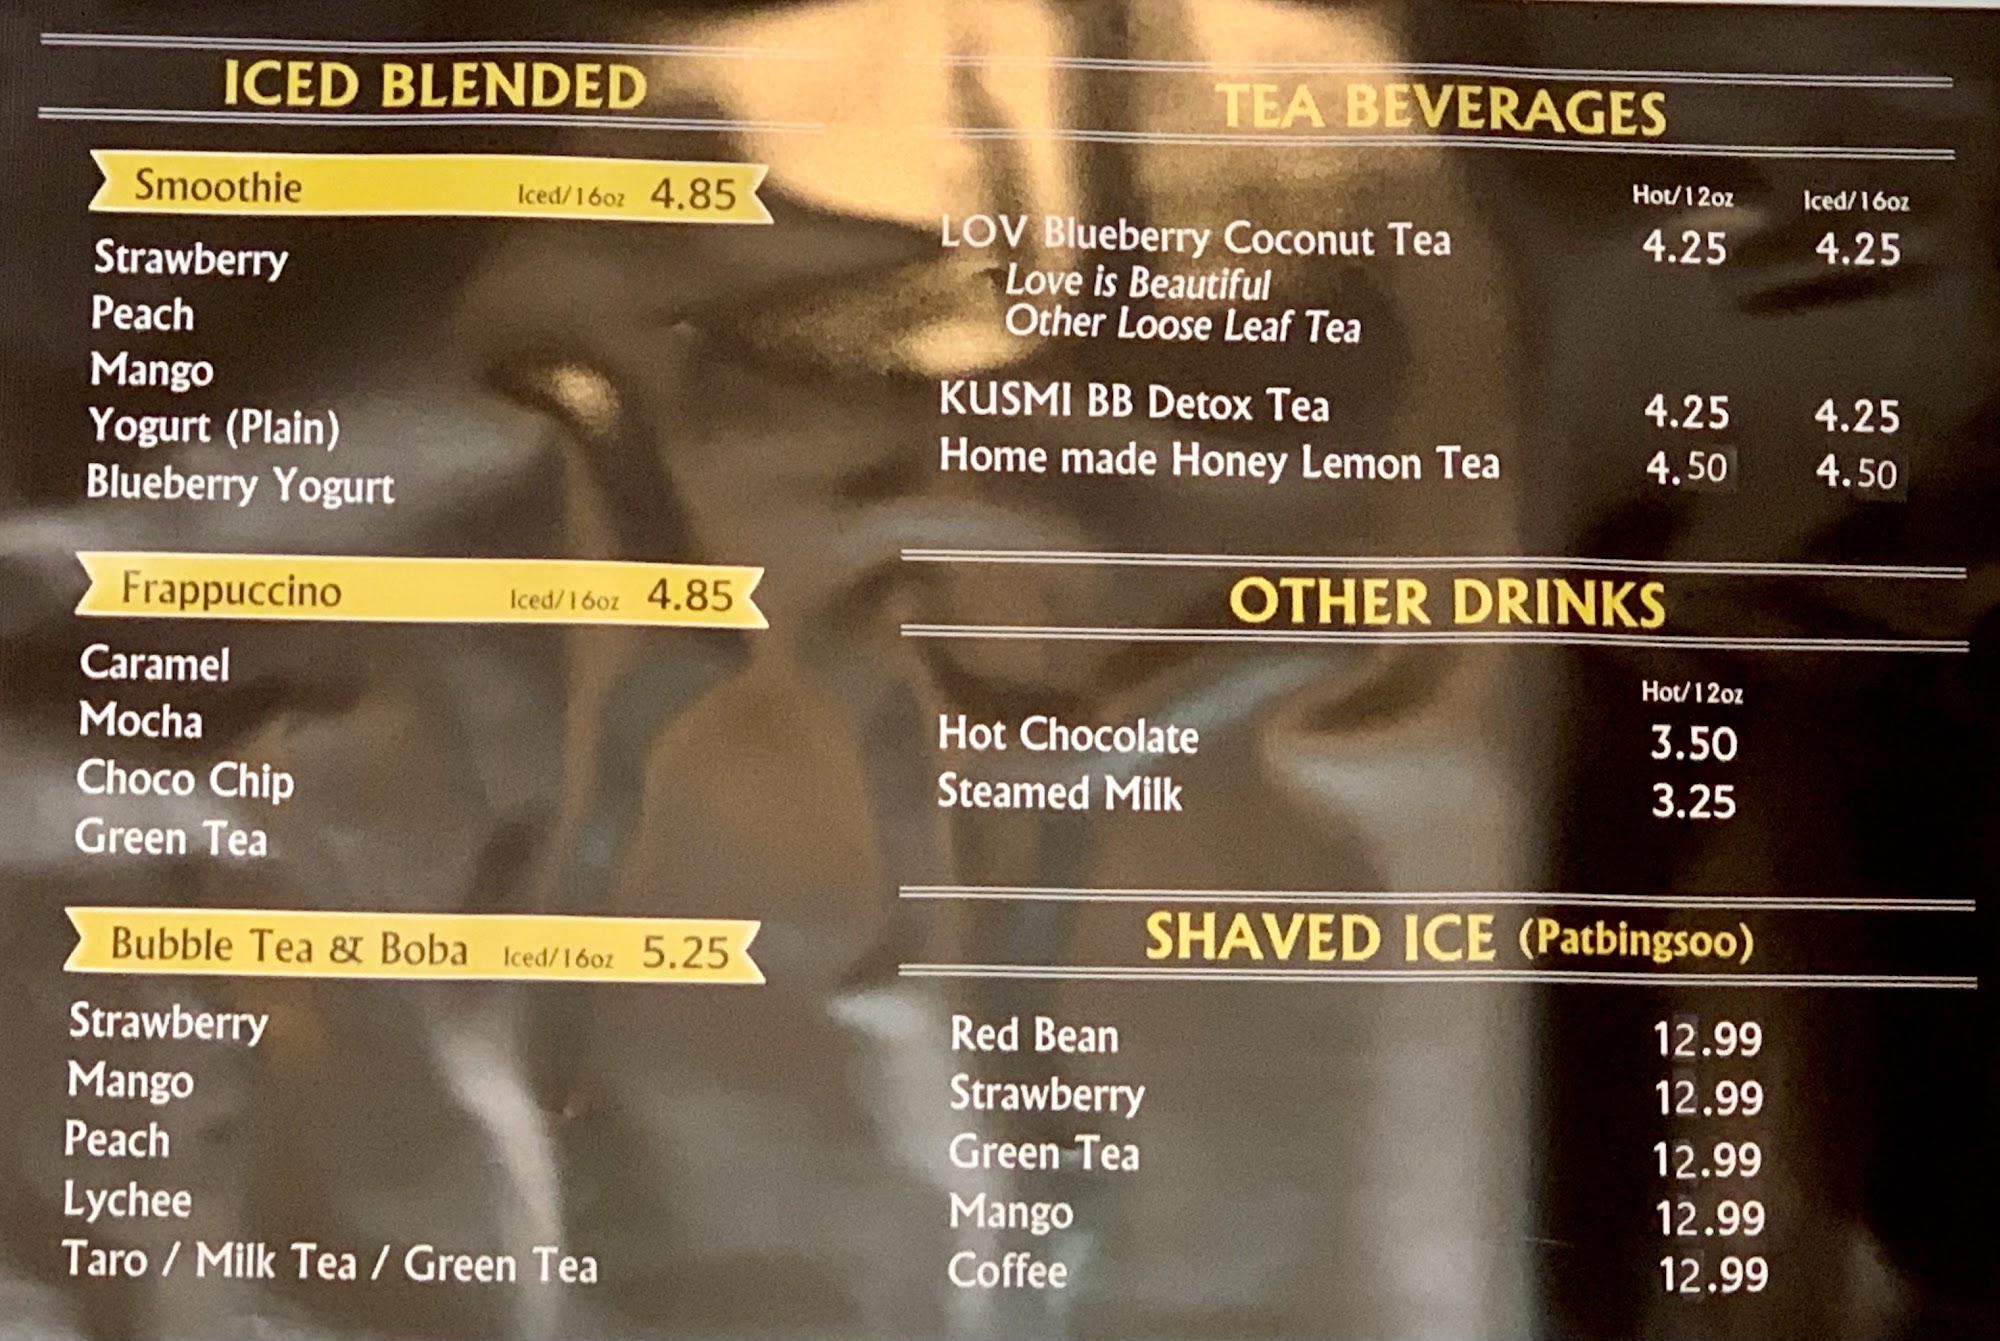 ICED BLENDED
Smoothie Iced/16oz 4.85
Strawberry
Peach
Mango
Yogurt (Plain)
Blueberry Yogurt
Frappuccino Iced/16oz 4.85
Caramel
Mocha
Choco Chip
Green Tea
Bubble Tea & Boba Iced/16oz 5.25
Strawberry
Mango
Peach
Lychee
Taro / Milk Tea / Green Tea
TEA BEVERAGES
Hot/12oz Iced/16oz
LOV Blueberry Coconut Tea 4.25 4.25
Love is Beautiful
Other Loose Leaf Tea
KUSMI BB Detox Tea 4.25 4.25
Home made Honey Lemon Tea 4.50 4.50
OTHER DRINKS
Hot/12oz
Hot Chocolate 3.50
Steamed Milk 3.25
SHAVED ICE (Patbingsoo)
Red Bean 12.99
Strawberry 12.99
Green Tea 12.99
Mango 12.99
Coffee 12.99